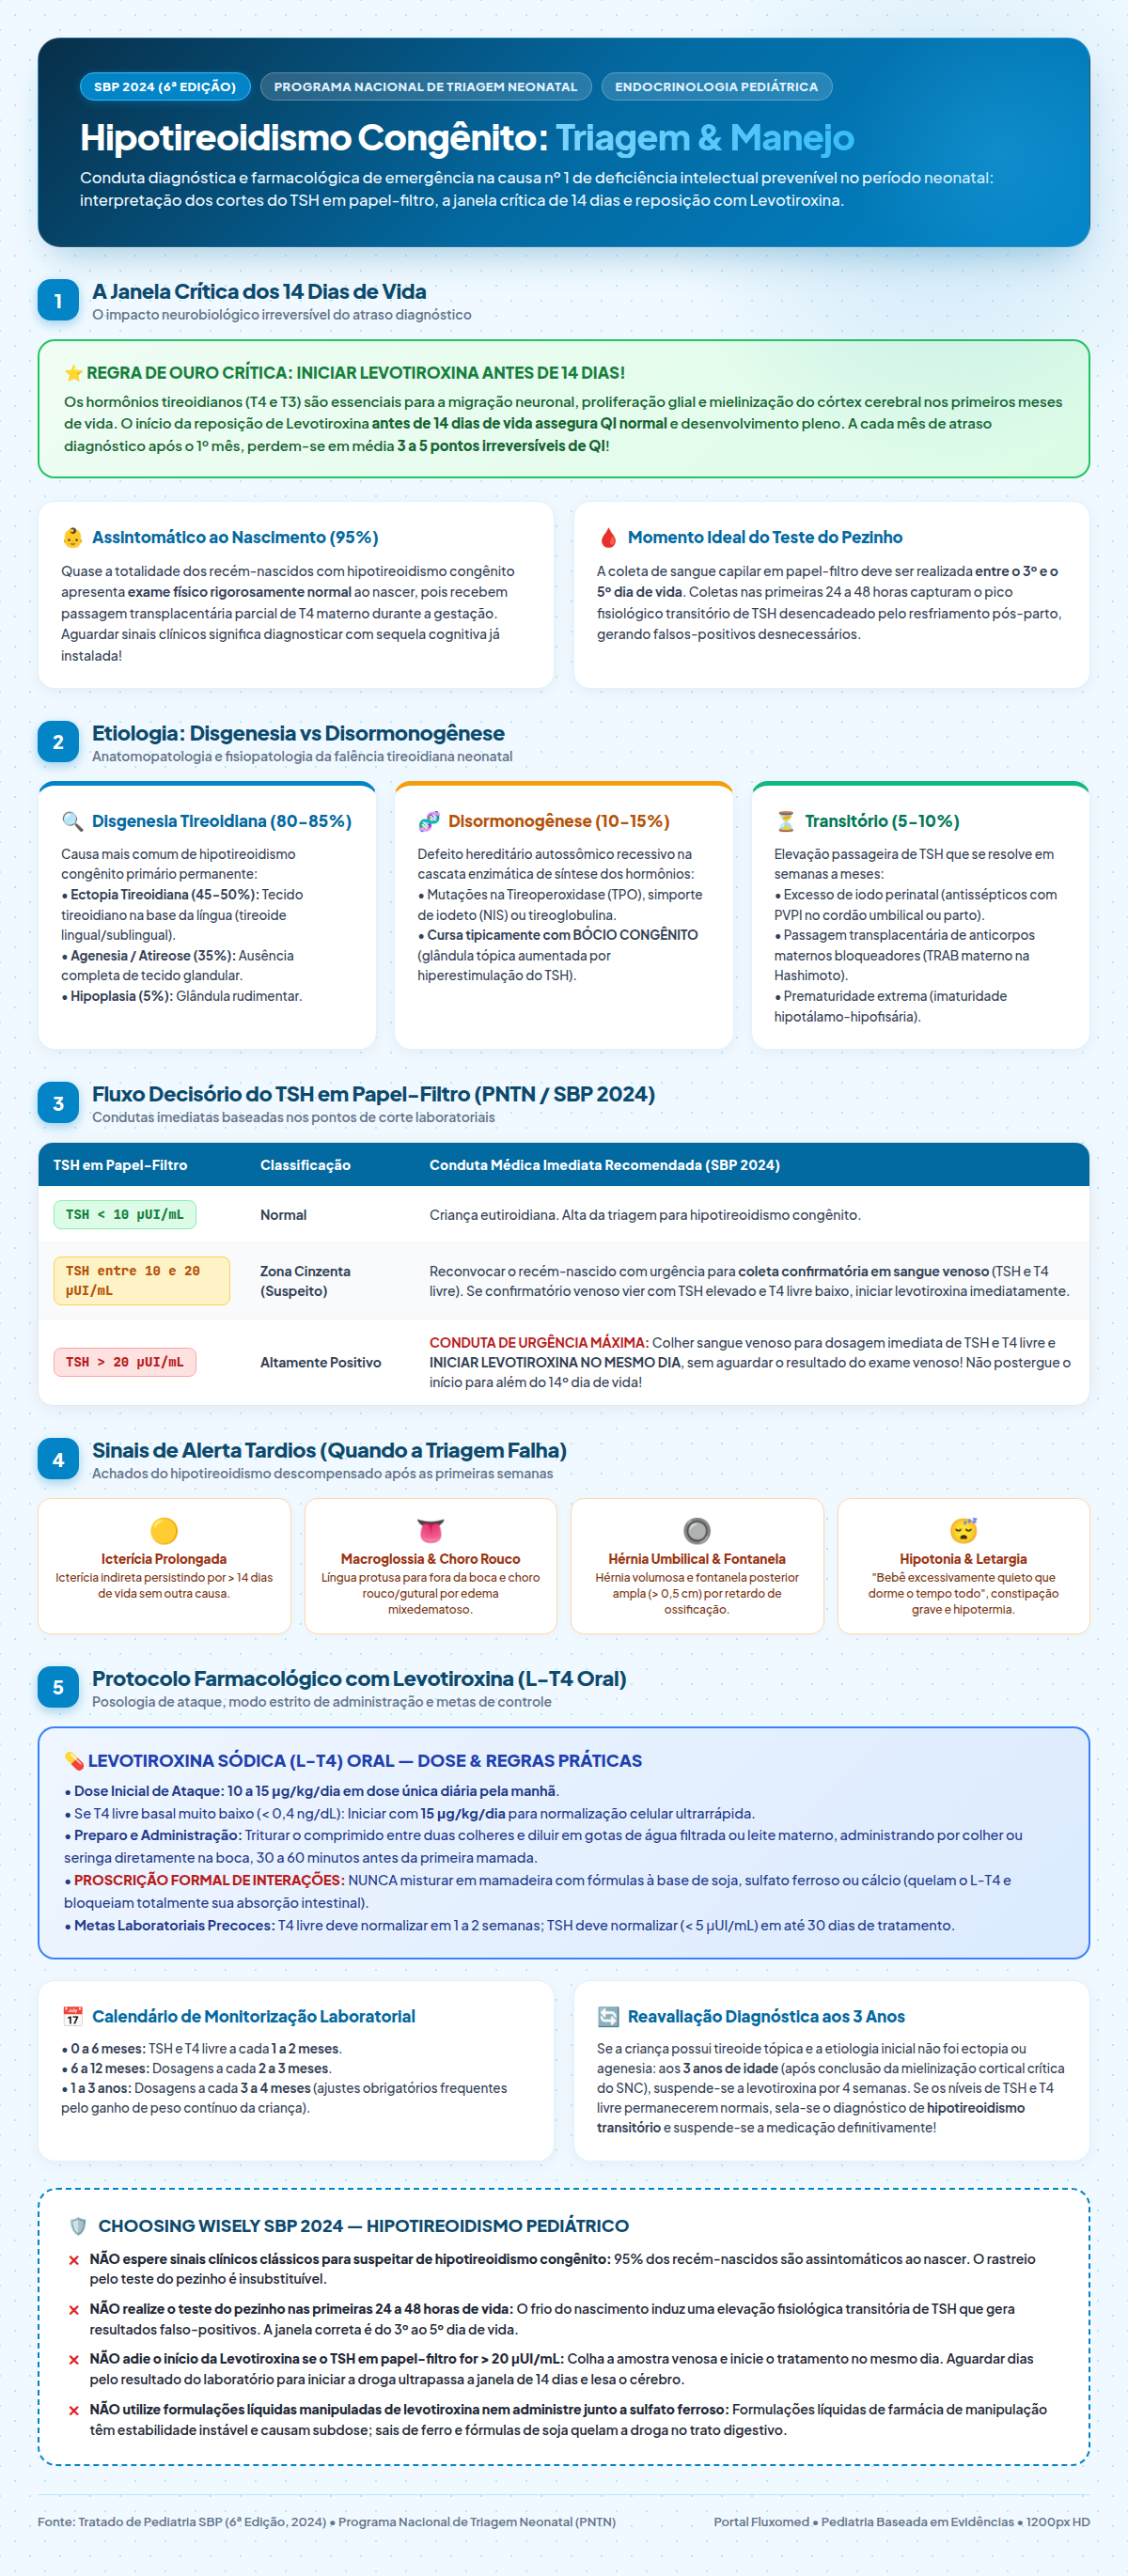 SBP 2024 (6ª EDIÇÃO)
PROGRAMA NACIONAL DE TRIAGEM NEONATAL
ENDOCRINOLOGIA PEDIÁTRICA
Hipotireoidismo Congênito: Triagem & Manejo
Conduta diagnóstica e farmacológica de emergência na causa nº 1 de deficiência intelectual prevenível no período neonatal:
interpretação dos cortes do TSH em papel-filtro, a janela crítica de 14 dias e reposição com Levotiroxina.
1
A Janela Crítica dos 14 Dias de Vida
O impacto neurobiológico irreversível do atraso diagnóstico
⭐ REGRA DE OURO CRÍTICA: INICIAR LEVOTIROXINA ANTES DE 14 DIAS!
Os hormônios tireoidianos (T4 e T3) são essenciais para a migração neuronal, proliferação glial e mielinização do córtex cerebral nos primeiros meses
de vida. O início da reposição de Levotiroxina antes de 14 dias de vida assegura QI normal e desenvolvimento pleno. A cada mês de atraso
diagnóstico após o 1º mês, perdem-se em média 3 a 5 pontos irreversíveis de QI!
👶 Assintomático ao Nascimento (95%)
Quase a totalidade dos recém-nascidos com hipotireoidismo congênito
apresenta exame físico rigorosamente normal ao nascer, pois recebem
passagem transplacentária parcial de T4 materno durante a gestação.
Aguardar sinais clínicos significa diagnosticar com sequela cognitiva já
instalada!
🩸 Momento Ideal do Teste do Pezinho
A coleta de sangue capilar em papel-filtro deve ser realizada entre o 3º e o
5º dia de vida. Coletas nas primeiras 24 a 48 horas capturam o pico
fisiológico transitório de TSH desencadeado pelo resfriamento pós-parto,
gerando falsos-positivos desnecessários.
2
Etiologia: Disgenesia vs Disormonogênese
Anatomopatologia e fisiopatologia da falência tireoidiana neonatal
🔍 Disgenesia Tireoidiana (80-85%)
Causa mais comum de hipotireoidismo
congênito primário permanente:
• Ectopia Tireoidiana (45-50%): Tecido
tireoidiano na base da língua (tireoide
lingual/sublingual).
• Agenesia / Atireose (35%): Ausência
completa de tecido glandular.
• Hipoplasia (5%): Glândula rudimentar.
🧬 Disormonogênese (10-15%)
Defeito hereditário autossômico recessivo na
cascata enzimática de síntese dos hormônios:
• Mutações na Tireoperoxidase (TPO), simporte
de iodeto (NIS) ou tireoglobulina.
• Cursa tipicamente com BÓCIO CONGÊNITO
(glândula tópica aumentada por
hiperestimulação do TSH).
⏳ Transitório (5-10%)
Elevação passageira de TSH que se resolve em
semanas a meses:
• Excesso de iodo perinatal (antissépticos com
PVPI no cordão umbilical ou parto).
• Passagem transplacentária de anticorpos
maternos bloqueadores (TRAB materno na
Hashimoto).
• Prematuridade extrema (imaturidade
hipotálamo-hipofisária).
3
Fluxo Decisório do TSH em Papel-Filtro (PNTN / SBP 2024)
Condutas imediatas baseadas nos pontos de corte laboratoriais
TSH em Papel-Filtro
Classificação
Conduta Médica Imediata Recomendada (SBP 2024)
TSH < 10 µUI/mL
Normal
Criança eutiroidiana. Alta da triagem para hipotireoidismo congênito.
TSH entre 10 e 20
µUI/mL
Zona Cinzenta
(Suspeito)
Reconvocar o recém-nascido com urgência para coleta confirmatória em sangue venoso (TSH e T4
livre). Se confirmatório venoso vier com TSH elevado e T4 livre baixo, iniciar levotiroxina imediatamente.
TSH > 20 µUI/mL
Altamente Positivo
CONDUTA DE URGÊNCIA MÁXIMA: Colher sangue venoso para dosagem imediata de TSH e T4 livre e
INICIAR LEVOTIROXINA NO MESMO DIA, sem aguardar o resultado do exame venoso! Não postergue o
início para além do 14º dia de vida!
4
Sinais de Alerta Tardios (Quando a Triagem Falha)
Achados do hipotireoidismo descompensado após as primeiras semanas
Icterícia Prolongada
Icterícia indireta persistindo por > 14 dias
de vida sem outra causa.
Macroglossia & Choro Rouco
Língua protusa para fora da boca e choro
rouco/gutural por edema
mixedematoso.
Hérnia Umbilical & Fontanela
Hérnia volumosa e fontanela posterior
ampla (> 0,5 cm) por retardo de
ossificação.
Hipotonia & Letargia
"Bebê excessivamente quieto que
dorme o tempo todo", constipação
grave e hipotermia.
5
Protocolo Farmacológico com Levotiroxina (L-T4 Oral)
Posologia de ataque, modo estrito de administração e metas de controle
💊 LEVOTIROXINA SÓDICA (L-T4) ORAL — DOSE & REGRAS PRÁTICAS
• Dose Inicial de Ataque: 10 a 15 µg/kg/dia em dose única diária pela manhã.
• Se T4 livre basal muito baixo (< 0,4 ng/dL): Iniciar com 15 µg/kg/dia para normalização celular ultrarrápida.
• Preparo e Administração: Triturar o comprimido entre duas colheres e diluir em gotas de água filtrada ou leite materno, administrando por colher ou
seringa diretamente na boca, 30 a 60 minutos antes da primeira mamada.
• PROSCRIÇÃO FORMAL DE INTERAÇÕES: NUNCA misturar em mamadeira com fórmulas à base de soja, sulfato ferroso ou cálcio (quelam o L-T4 e
bloqueiam totalmente sua absorção intestinal).
• Metas Laboratoriais Precoces: T4 livre deve normalizar em 1 a 2 semanas; TSH deve normalizar (< 5 µUI/mL) em até 30 dias de tratamento.
📅 Calendário de Monitorização Laboratorial
• 0 a 6 meses: TSH e T4 livre a cada 1 a 2 meses.
• 6 a 12 meses: Dosagens a cada 2 a 3 meses.
• 1 a 3 anos: Dosagens a cada 3 a 4 meses (ajustes obrigatórios frequentes
pelo ganho de peso contínuo da criança).
🔄 Reavaliação Diagnóstica aos 3 Anos
Se a criança possui tireoide tópica e a etiologia inicial não foi ectopia ou
agenesia: aos 3 anos de idade (após conclusão da mielinização cortical crítica
do SNC), suspende-se a levotiroxina por 4 semanas. Se os níveis de TSH e T4
livre permanecerem normais, sela-se o diagnóstico de hipotireoidismo
transitório e suspende-se a medicação definitivamente!
🛡️ CHOOSING WISELY SBP 2024 — HIPOTIREOIDISMO PEDIÁTRICO
✕ NÃO espere sinais clínicos clássicos para suspeitar de hipotireoidismo congênito: 95% dos recém-nascidos são assintomáticos ao nascer. O rastreio
pelo teste do pezinho é insubstituível.
✕ NÃO realize o teste do pezinho nas primeiras 24 a 48 horas de vida: O frio do nascimento induz uma elevação fisiológica transitória de TSH que gera
resultados falso-positivos. A janela correta é do 3º ao 5º dia de vida.
✕ NÃO adie o início da Levotiroxina se o TSH em papel-filtro for > 20 µUI/mL: Colha a amostra venosa e inicie o tratamento no mesmo dia. Aguardar dias
pelo resultado do laboratório para iniciar a droga ultrapassa a janela de 14 dias e lesa o cérebro.
✕ NÃO utilize formulações líquidas manipuladas de levotiroxina nem administre junto a sulfato ferroso: Formulações líquidas de farmácia de manipulação
têm estabilidade instável e causam subdose; sais de ferro e fórmulas de soja quelam a droga no trato digestivo.
Fonte: Tratado de Pediatria SBP (6ª Edição, 2024) • Programa Nacional de Triagem Neonatal (PNTN)
Portal Fluxomed • Pediatria Baseada em Evidências • 1200px HD